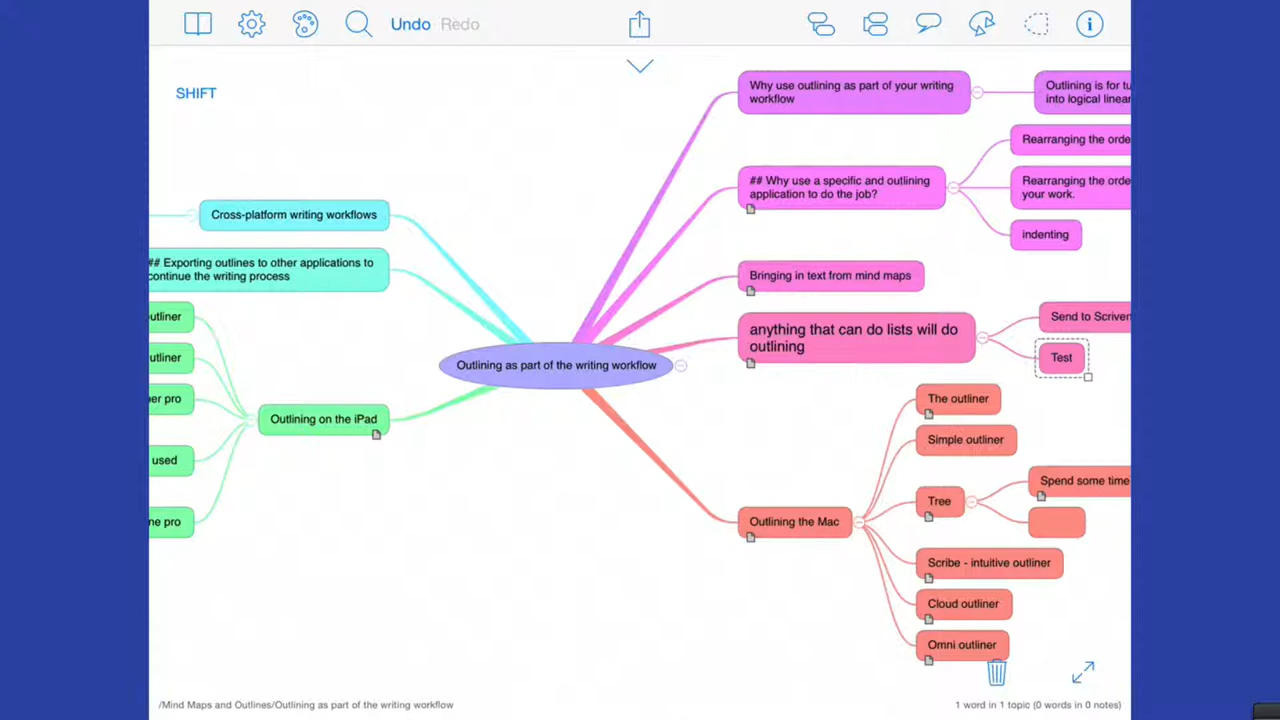 Undo Redo
SHIFT
Why use outlining as part of your writing
workflow
Outlining is for tu
into logical linear
Rearranging the orde
## Why use a specific and outlining
application to do the job?
Rearranging the orde
your work.
indenting
Cross-platform writing workflows
## Exporting outlines to other applications to
continue the writing process
Bringing in text from mind maps
anything that can do lists will do
outlining
Send to Scriven
Test
Outlining as part of the writing workflow
utliner
utliner
er pro
used
ne pro
Outlining on the iPad
The outliner
Simple outliner
Tree
Spend some time
Outlining the Mac
Scribe - intuitive outliner
Cloud outliner
Omni outliner
/Mind Maps and Outlines/Outlining as part of the writing workflow
1 word in 1 topic (0 words in 0 notes)